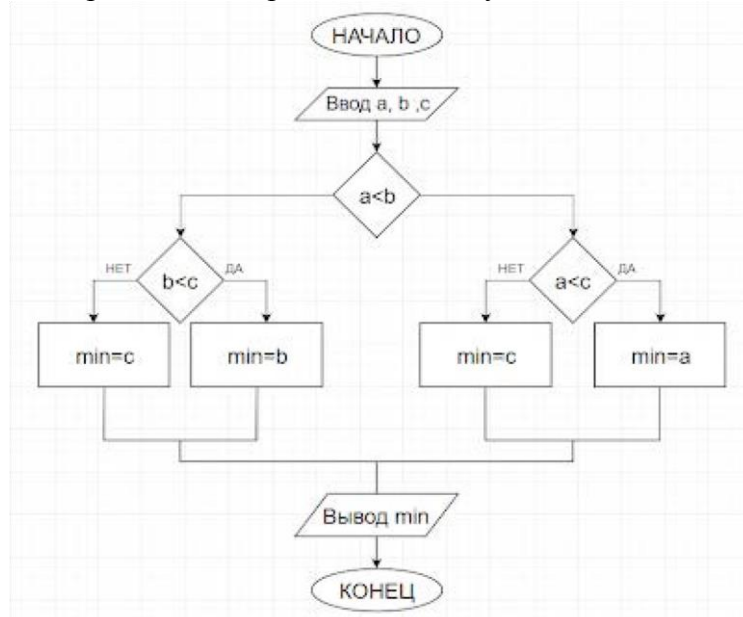 НАЧАЛО
Ввод a, b ,c
a<b
НЕТ
b<c
ДА
НЕТ
a<c
ДА
min=c
min=b
min=c
min=a
Вывод min
КОНЕЦ